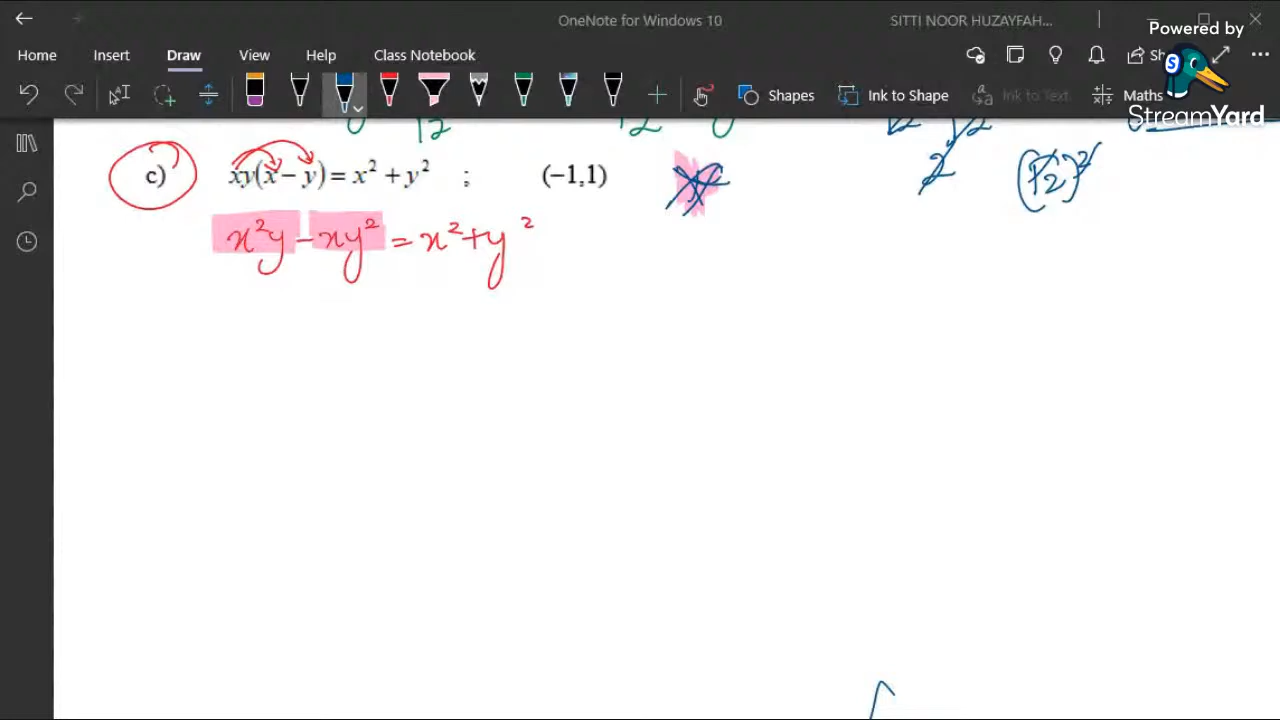 OneNote for Windows 10 SITTI NOOR HUZAYFAH...
Powered by
StreamYard
Home Insert Draw View Help Class Notebook Sh
Shapes Ink to Shape Ink to Text Maths
c) xy(x − y) = x² + y² ; (−1,1)
x²y − xy² = x² + y²